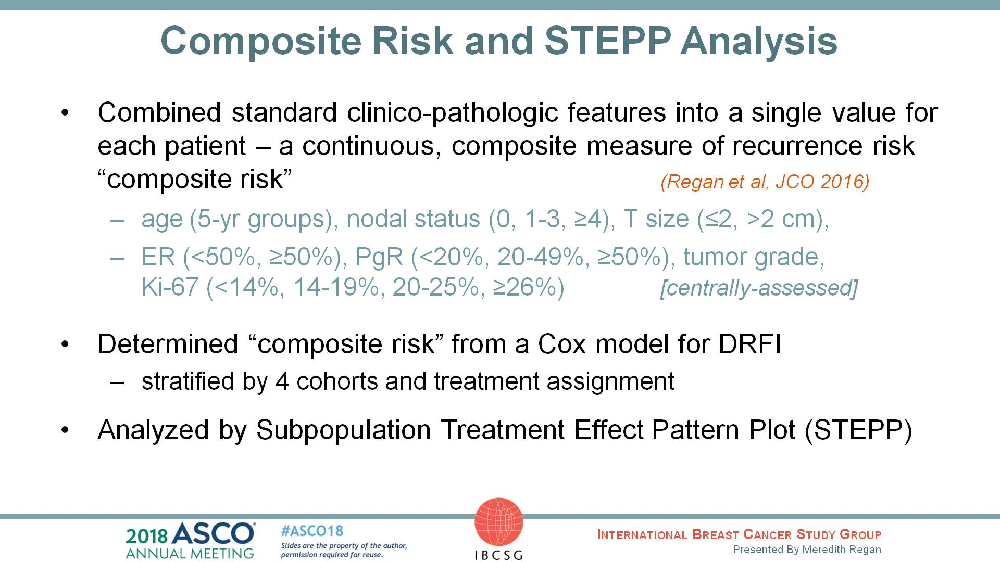 Composite Risk and STEPP Analysis
• Combined standard clinico-pathologic features into a single value for
each patient – a continuous, composite measure of recurrence risk
“composite risk” (Regan et al, JCO 2016)
– age (5-yr groups), nodal status (0, 1-3, ≥4), T size (≤2, >2 cm),
– ER (<50%, ≥50%), PgR (<20%, 20-49%, ≥50%), tumor grade,
Ki-67 (<14%, 14-19%, 20-25%, ≥26%) [centrally-assessed]
• Determined “composite risk” from a Cox model for DRFI
– stratified by 4 cohorts and treatment assignment
• Analyzed by Subpopulation Treatment Effect Pattern Plot (STEPP)
2018 ASCO®
ANNUAL MEETING
#ASCO18
Slides are the property of the author,
permission required for reuse.
IBCSG
INTERNATIONAL BREAST CANCER STUDY GROUP
Presented By Meredith Regan